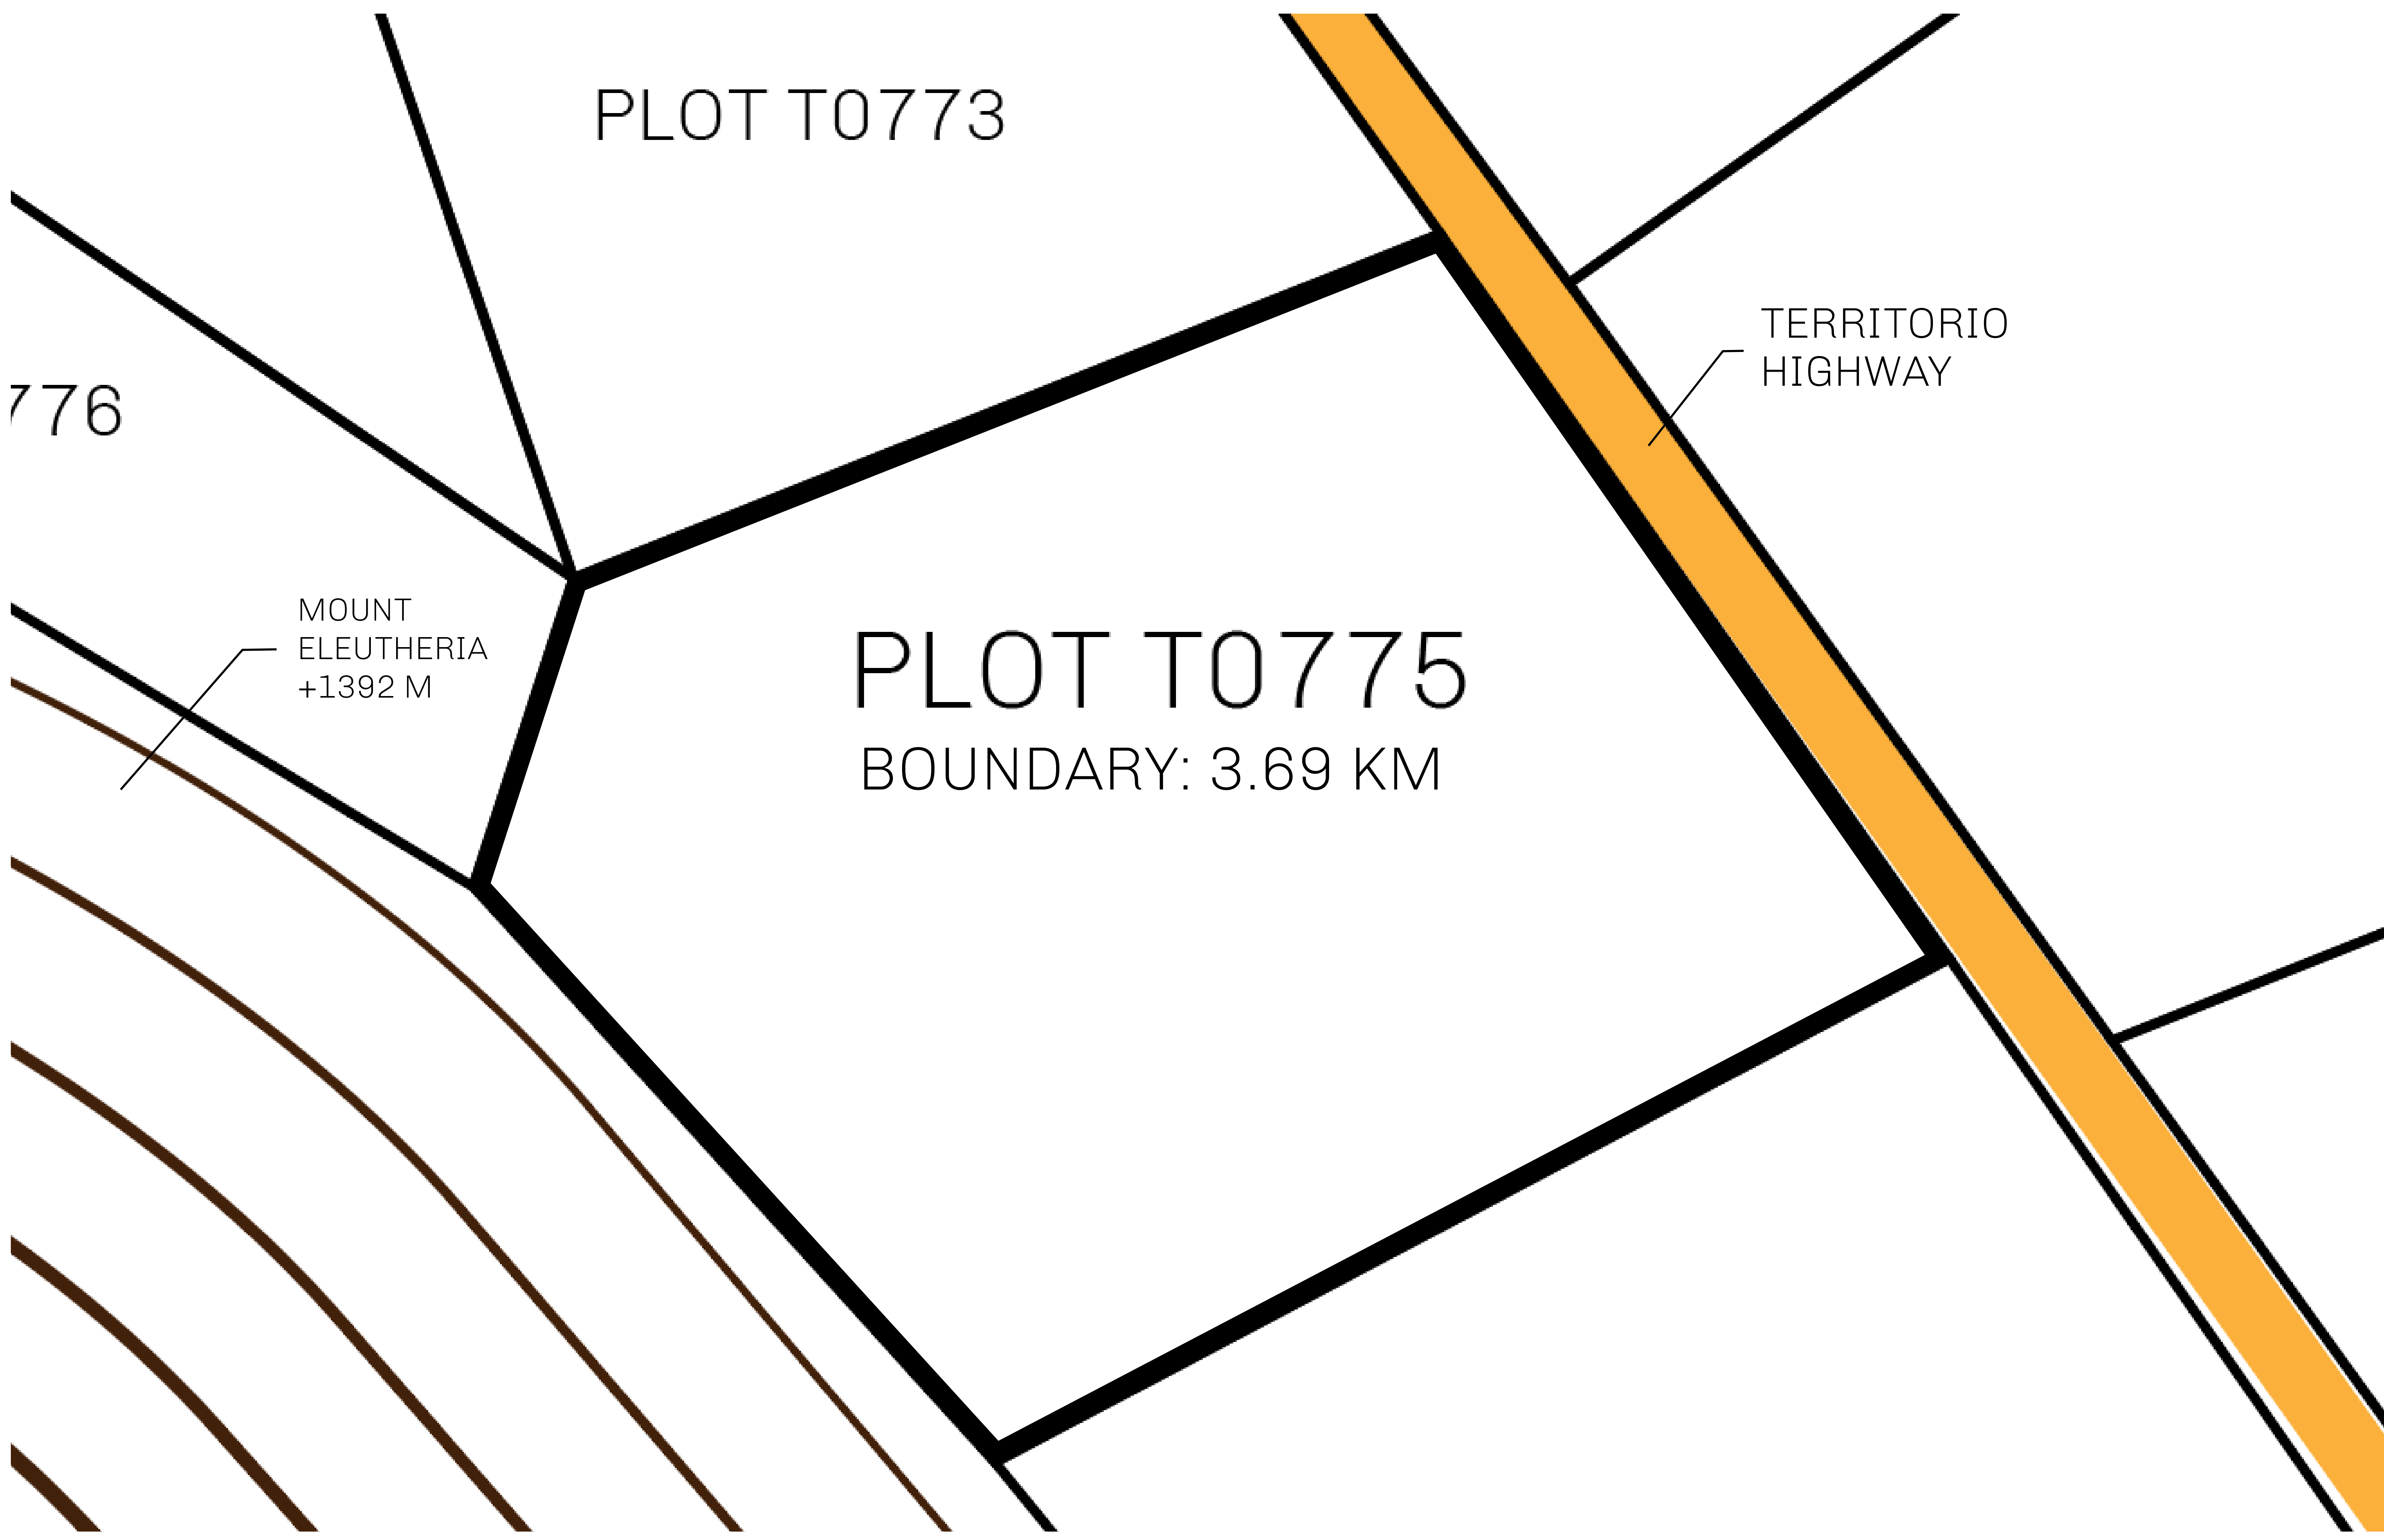 PLOT T0773
TERRITORIO
HIGHWAY
776
MOUNT
ELEUTHERIA
+1392 M
PLOT T0775
BOUNDARY: 3.69 KM